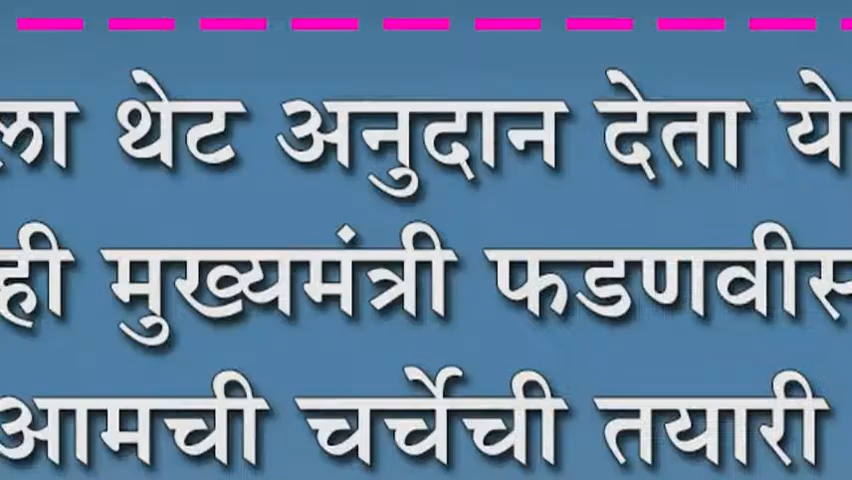 ला थेट अनुदान देता ये
ही मुख्यमंत्री फडणवीस
आमची चर्चेची तयारी